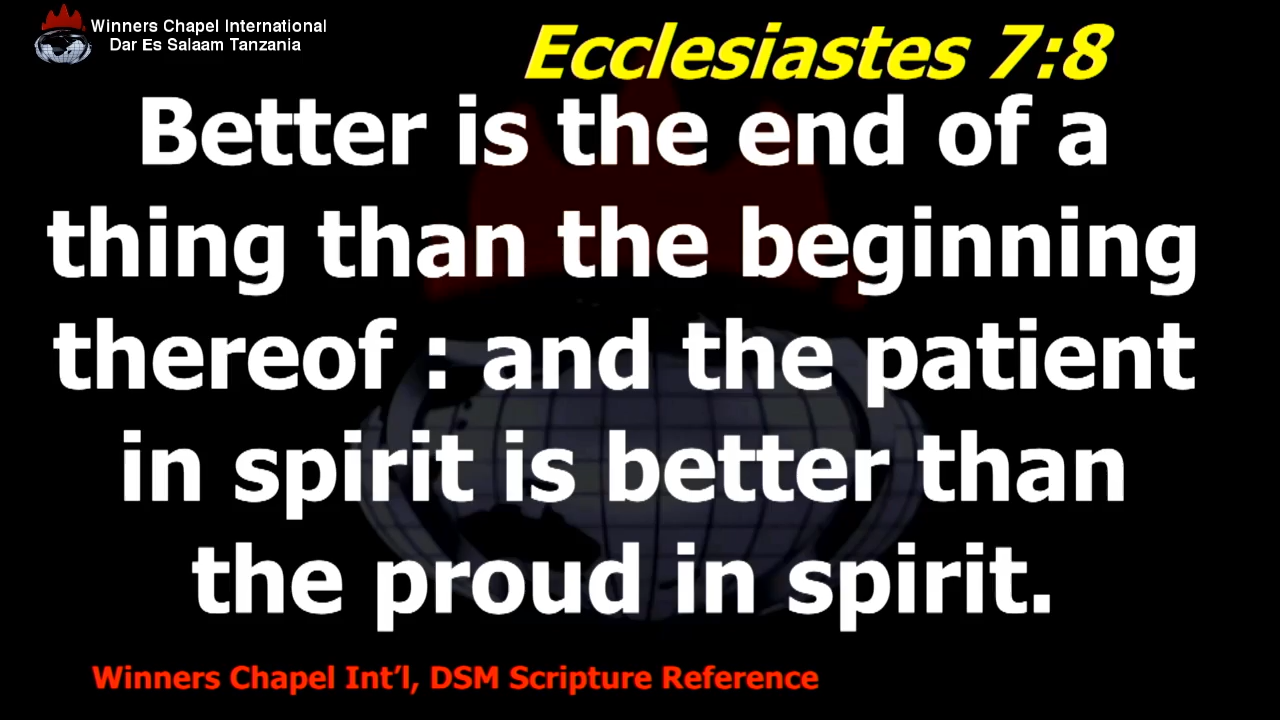 Winners Chapel International
Dar Es Salaam Tanzania
Ecclesiastes 7:8
Better is the end of a
thing than the beginning
thereof : and the patient
in spirit is better than
the proud in spirit.
Winners Chapel Int’l, DSM Scripture Reference